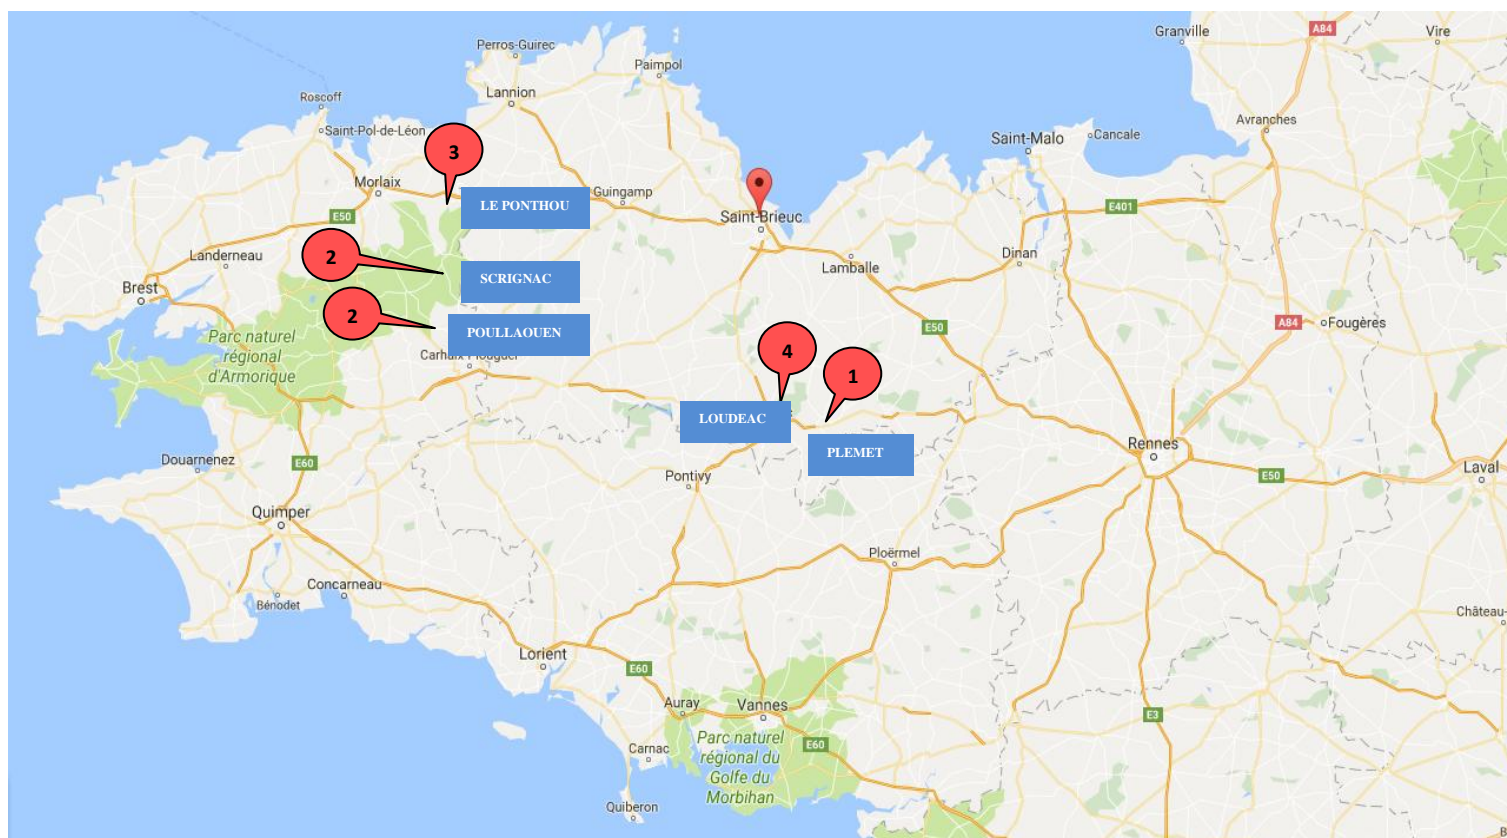 Granville
A84
Vire
Perros-Guirec
Paimpol
Lannion
Roscoff
Saint-Pol-de-Léon
Avranches
Saint-Malo
Cancale
3
Morlaix
Guingamp
LE PONTHOU
E50
Saint-Brieuc
E401
Landerneau
2
Lamballe
Dinan
SCRIGNAC
Brest
2
POULLAOUEN
E50
A84
Fougères
Parc naturel
régional
d'Armorique
Carhaix-Plouguer
4
1
LOUDEAC
PLEMET
Rennes
Douarnenez
E60
Pontivy
E50
Laval
Quimper
Ploërmel
Concarneau
Bénodet
Château-
Lorient
E60
Auray
Vannes
E3
Parc naturel
régional du
Golfe du
Morbihan
E60
Carnac
Quiberon